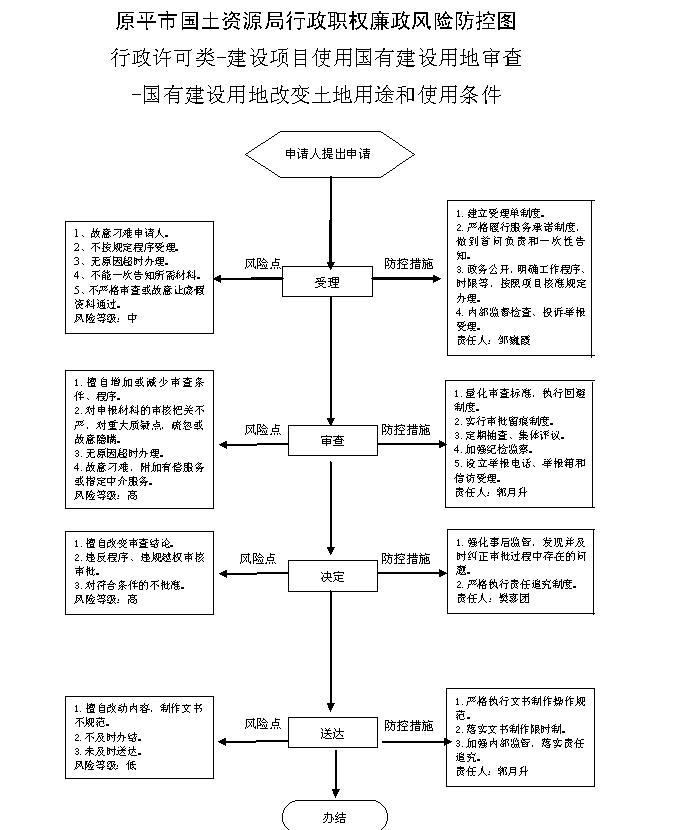 原平市国土资源局行政职权廉政风险防控图
行政许可类-建设项目使用国有建设用地审查
-国有建设用地改变土地用途和使用条件
申请人提出申请
1、故意刁难申请人。
2、不按规定程序受理。
3、无原因超时办理。
4、不能一次告知所需材料。
5、不严格审查或故意让虚假
资料通过。
风险等级：中
风险点
受理
防控措施
1. 建立受理单制度。
2. 严格履行服务承诺制度，
做到首问负责和一次性告
知。
3. 政务公开，明确工作程序、
时限等，按照项目核准规定
办理。
4. 内部监督检查、投诉举报
受理。
责任人：邹巍霞
1. 擅自增加或减少审查条
件、程序。
2. 对申报材料的审核把关不
严，对重大质疑点，疏忽或
故意隐瞒。
3. 无原因超时办理。
4. 故意刁难，附加有偿服务
或指定中介服务。
风险等级：高
风险点
审查
防控措施
1. 量化审查标准，执行回避
制度。
2. 实行审批留痕制度。
3. 定期抽查、集体评议。
4. 加强纪检监察。
5. 设立举报电话、举报箱和
信访受理。
责任人：郭月升
1. 擅自改变审查结论。
2. 违反程序、违规越权审核
审批。
3. 对符合条件的不批准。
风险等级：高
风险点
决定
防控措施
1. 强化事后监管，发现并及
时纠正审批过程中存在的问
题。
2. 严格执行责任追究制度。
责任人：樊彦团
1. 擅自改动内容，制作文书
不规范。
2. 不及时办结。
3. 未及时送达。
风险等级：低
风险点
送达
防控措施
1. 严格执行文书制作操作规
范。
2. 落实文书制作限时制。
3. 加强内部监管，落实责任
追究。
责任人：郭月升
办结